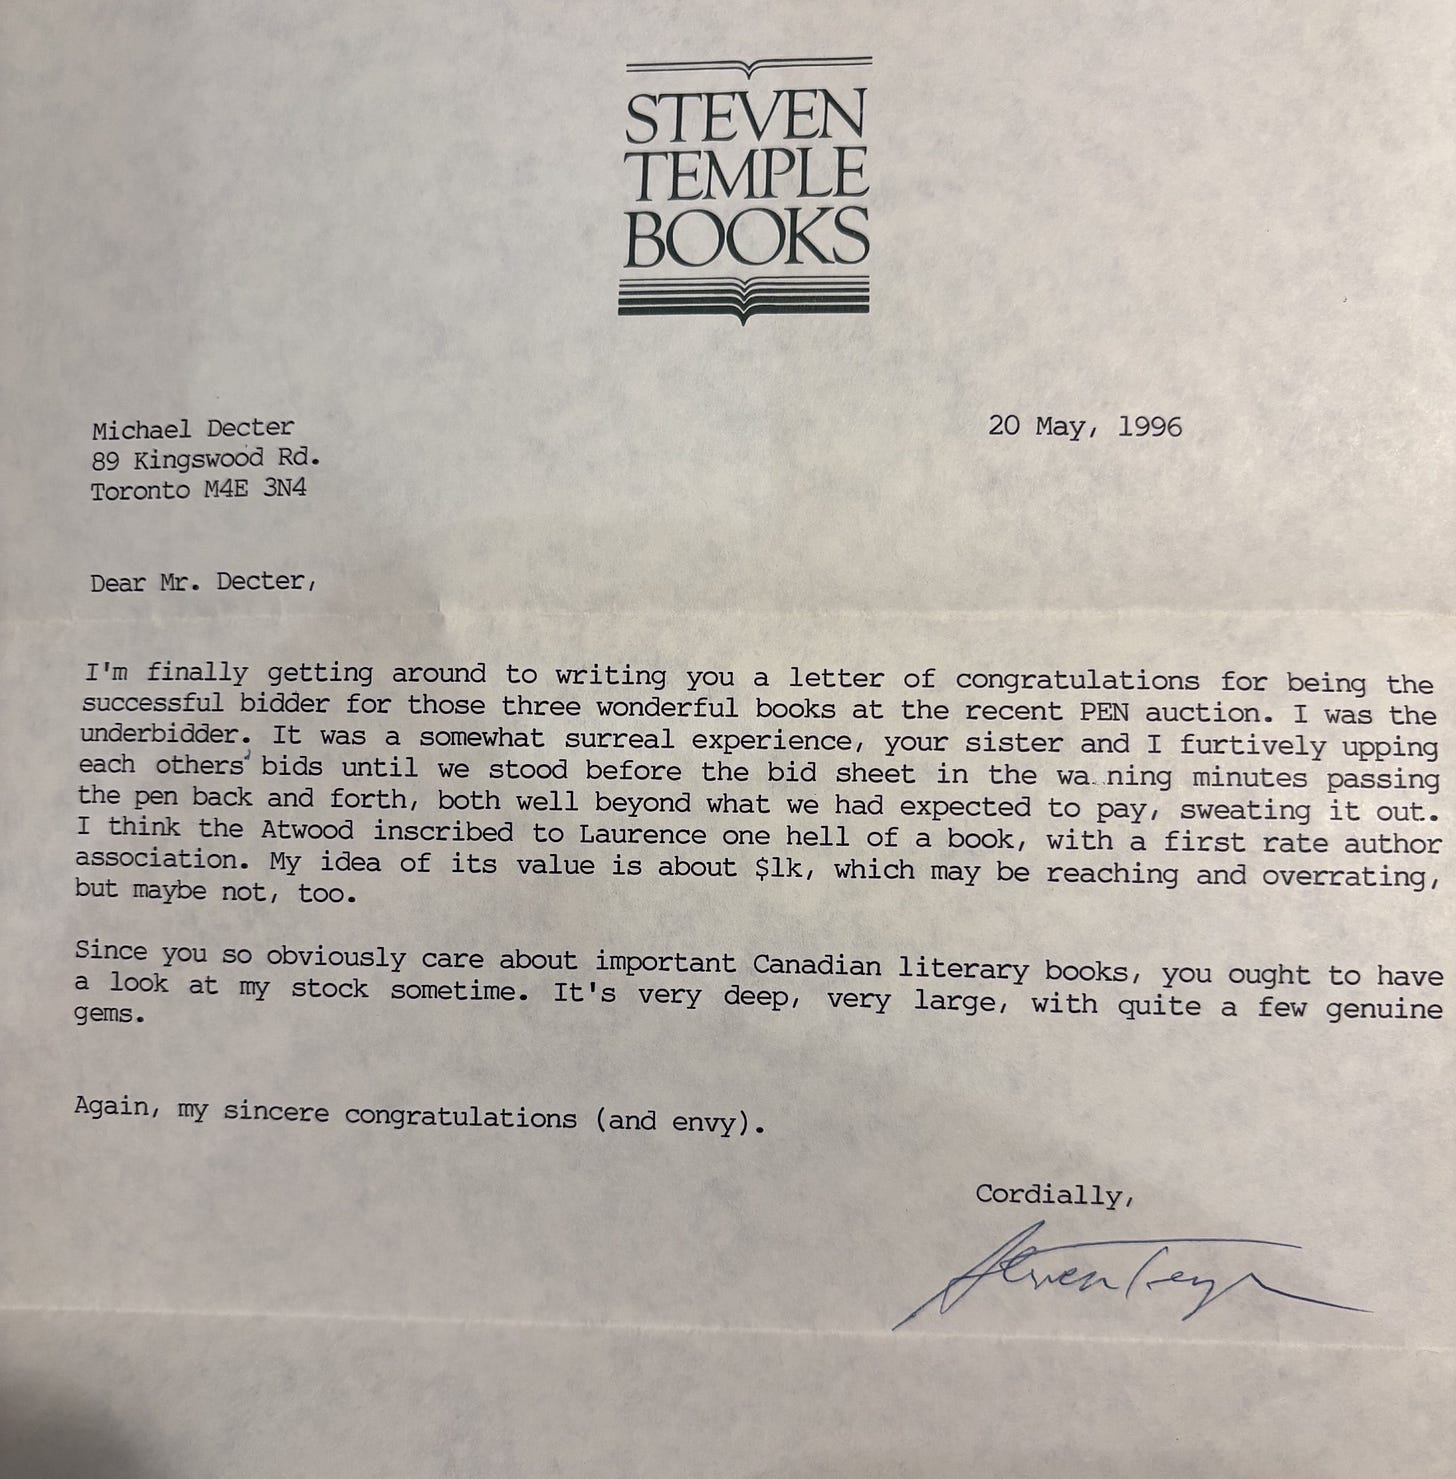 STEVEN
TEMPLE
BOOKS
Michael Decter
20 May, 1996
89 Kingswood Rd.
Toronto M4E 3N4
Dear Mr. Decter,
I'm finally getting around to writing you a letter of congratulations for being the
successful bidder for those three wonderful books at the recent PEN auction. I was the
underbidder. It was a somewhat surreal experience, your sister and I furtively upping
each others' bids until we stood before the bid sheet in the wa ning minutes passing
the pen back and forth, both well beyond what we had expected to pay, sweating it out.
I think the Atwood inscribed to Laurence one hell of a book, with a first rate author
association. My idea of its value is about $1k, which may be reaching and overrating,
but maybe not, too.
Since you so obviously care about important Canadian literary books, you ought to have
a look at my stock sometime. It's very deep, very large, with quite a few genuine
gems.
Again, my sincere congratulations (and envy).
Cordially,
Steven Temple